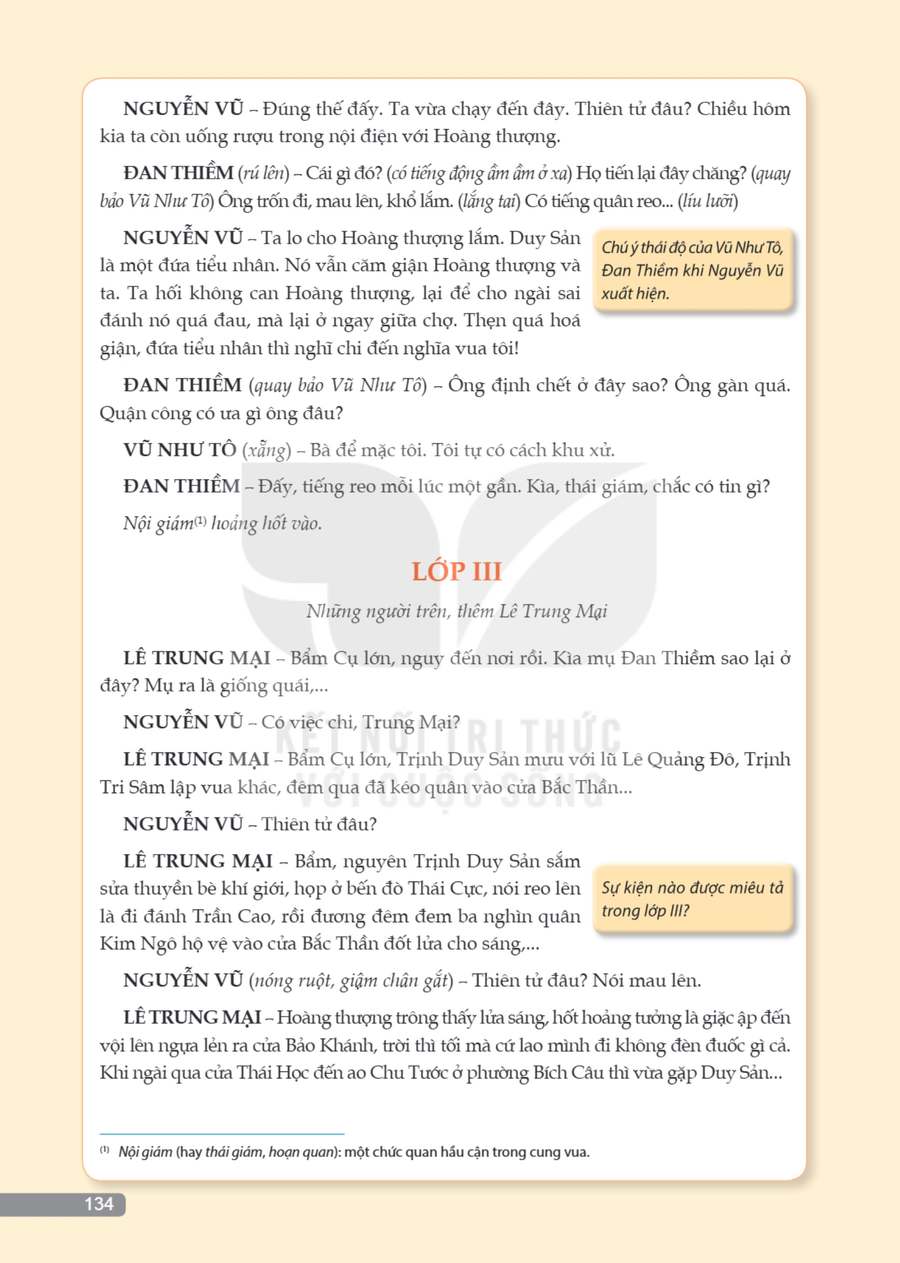 NGUYỄN VŨ – Đúng thế đấy. Ta vừa chạy đến đây. Thiên tử đâu? Chiều hôm
kia ta còn uống rượu trong nội điện với Hoàng thượng.
ĐAN THIỀM (rú lên) – Cái gì đó? (có tiếng động ầm ầm ở xa) Họ tiến lại đây chăng? (quay
bảo Vũ Như Tô) Ông trốn đi, mau lên, khổ lắm. (lắng tai) Có tiếng quân reo... (líu lưỡi)
NGUYỄN VŨ – Ta lo cho Hoàng thượng lắm. Duy Sản
là một đứa tiểu nhân. Nó vẫn căm giận Hoàng thượng và
ta. Ta hối không can Hoàng thượng, lại để cho ngài sai
đánh nó quá đau, mà lại ở ngay giữa chợ. Thẹn quá hoá
giận, đứa tiểu nhân thì nghĩ chi đến nghĩa vua tôi!
Chú ý thái độ của Vũ Như Tô,
Đan Thiềm khi Nguyễn Vũ
xuất hiện.
ĐAN THIỀM (quay bảo Vũ Như Tô) – Ông định chết ở đây sao? Ông gàn quá.
Quận công có ưa gì ông đâu?
VŨ NHƯ TÔ (xẵng) – Bà để mặc tôi. Tôi tự có cách khu xử.
ĐAN THIỀM – Đấy, tiếng reo mỗi lúc một gần. Kìa, thái giám, chắc có tin gì?
Nội giám(1) hoảng hốt vào.
LỚP III
Những người trên, thêm Lê Trung Mại
LÊ TRUNG MẠI – Bẩm Cụ lớn, nguy đến nơi rồi. Kìa mụ Đan Thiềm sao lại ở
đây? Mụ ra là giống quái,...
NGUYỄN VŨ – Có việc chi, Trung Mại?
LÊ TRUNG MẠI – Bẩm Cụ lớn, Trịnh Duy Sản mưu với lũ Lê Quảng Đô, Trịnh
Tri Sâm lập vua khác, đêm qua đã kéo quân vào cửa Bắc Thần...
NGUYỄN VŨ – Thiên tử đâu?
LÊ TRUNG MẠI – Bẩm, nguyên Trịnh Duy Sản sắm
sửa thuyền bè khí giới, họp ở bến đò Thái Cực, nói reo lên
là đi đánh Trần Cao, rồi đương đêm đem ba nghìn quân
Kim Ngô hộ vệ vào cửa Bắc Thần đốt lửa cho sáng,...
Sự kiện nào được miêu tả
trong lớp III?
NGUYỄN VŨ (nóng ruột, giậm chân gắt) – Thiên tử đâu? Nói mau lên.
LÊ TRUNG MẠI – Hoàng thượng trông thấy lửa sáng, hốt hoảng tưởng là giặc ập đến
vội lên ngựa lẻn ra cửa Bảo Khánh, trời thì tối mà cứ lao mình đi không đèn đuốc gì cả.
Khi ngài qua cửa Thái Học đến ao Chu Tước ở phường Bích Câu thì vừa gặp Duy Sản...
(1) Nội giám (hay thái giám, hoạn quan): một chức quan hầu cận trong cung vua.
134
KẾT NỐI TRI THỨC
VỚI CUỘC SỐNG